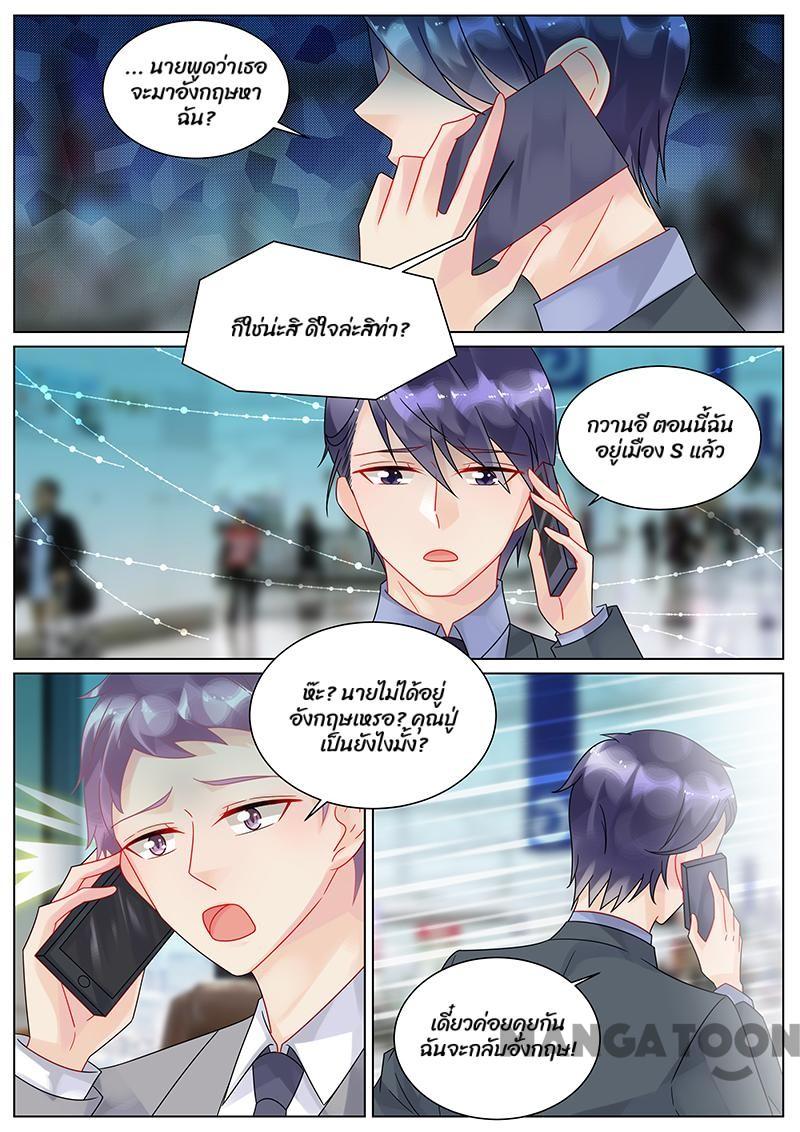 ... นายพูดว่าเธอ
จะมาอังกฤษหา
ฉัน?
ก็ใช่น่ะสิ ดีใจล่ะสิท่า?
กวานอี ตอนนี้ฉัน
อยู่เมือง S แล้ว
ห๊ะ? นายไม่ได้อยู่
อังกฤษเหรอ? คุณปู่
เป็นยังไงมั้ง?
เดี๋ยวค่อยคุยกัน
ฉันจะกลับอังกฤษ!
MANGATOON